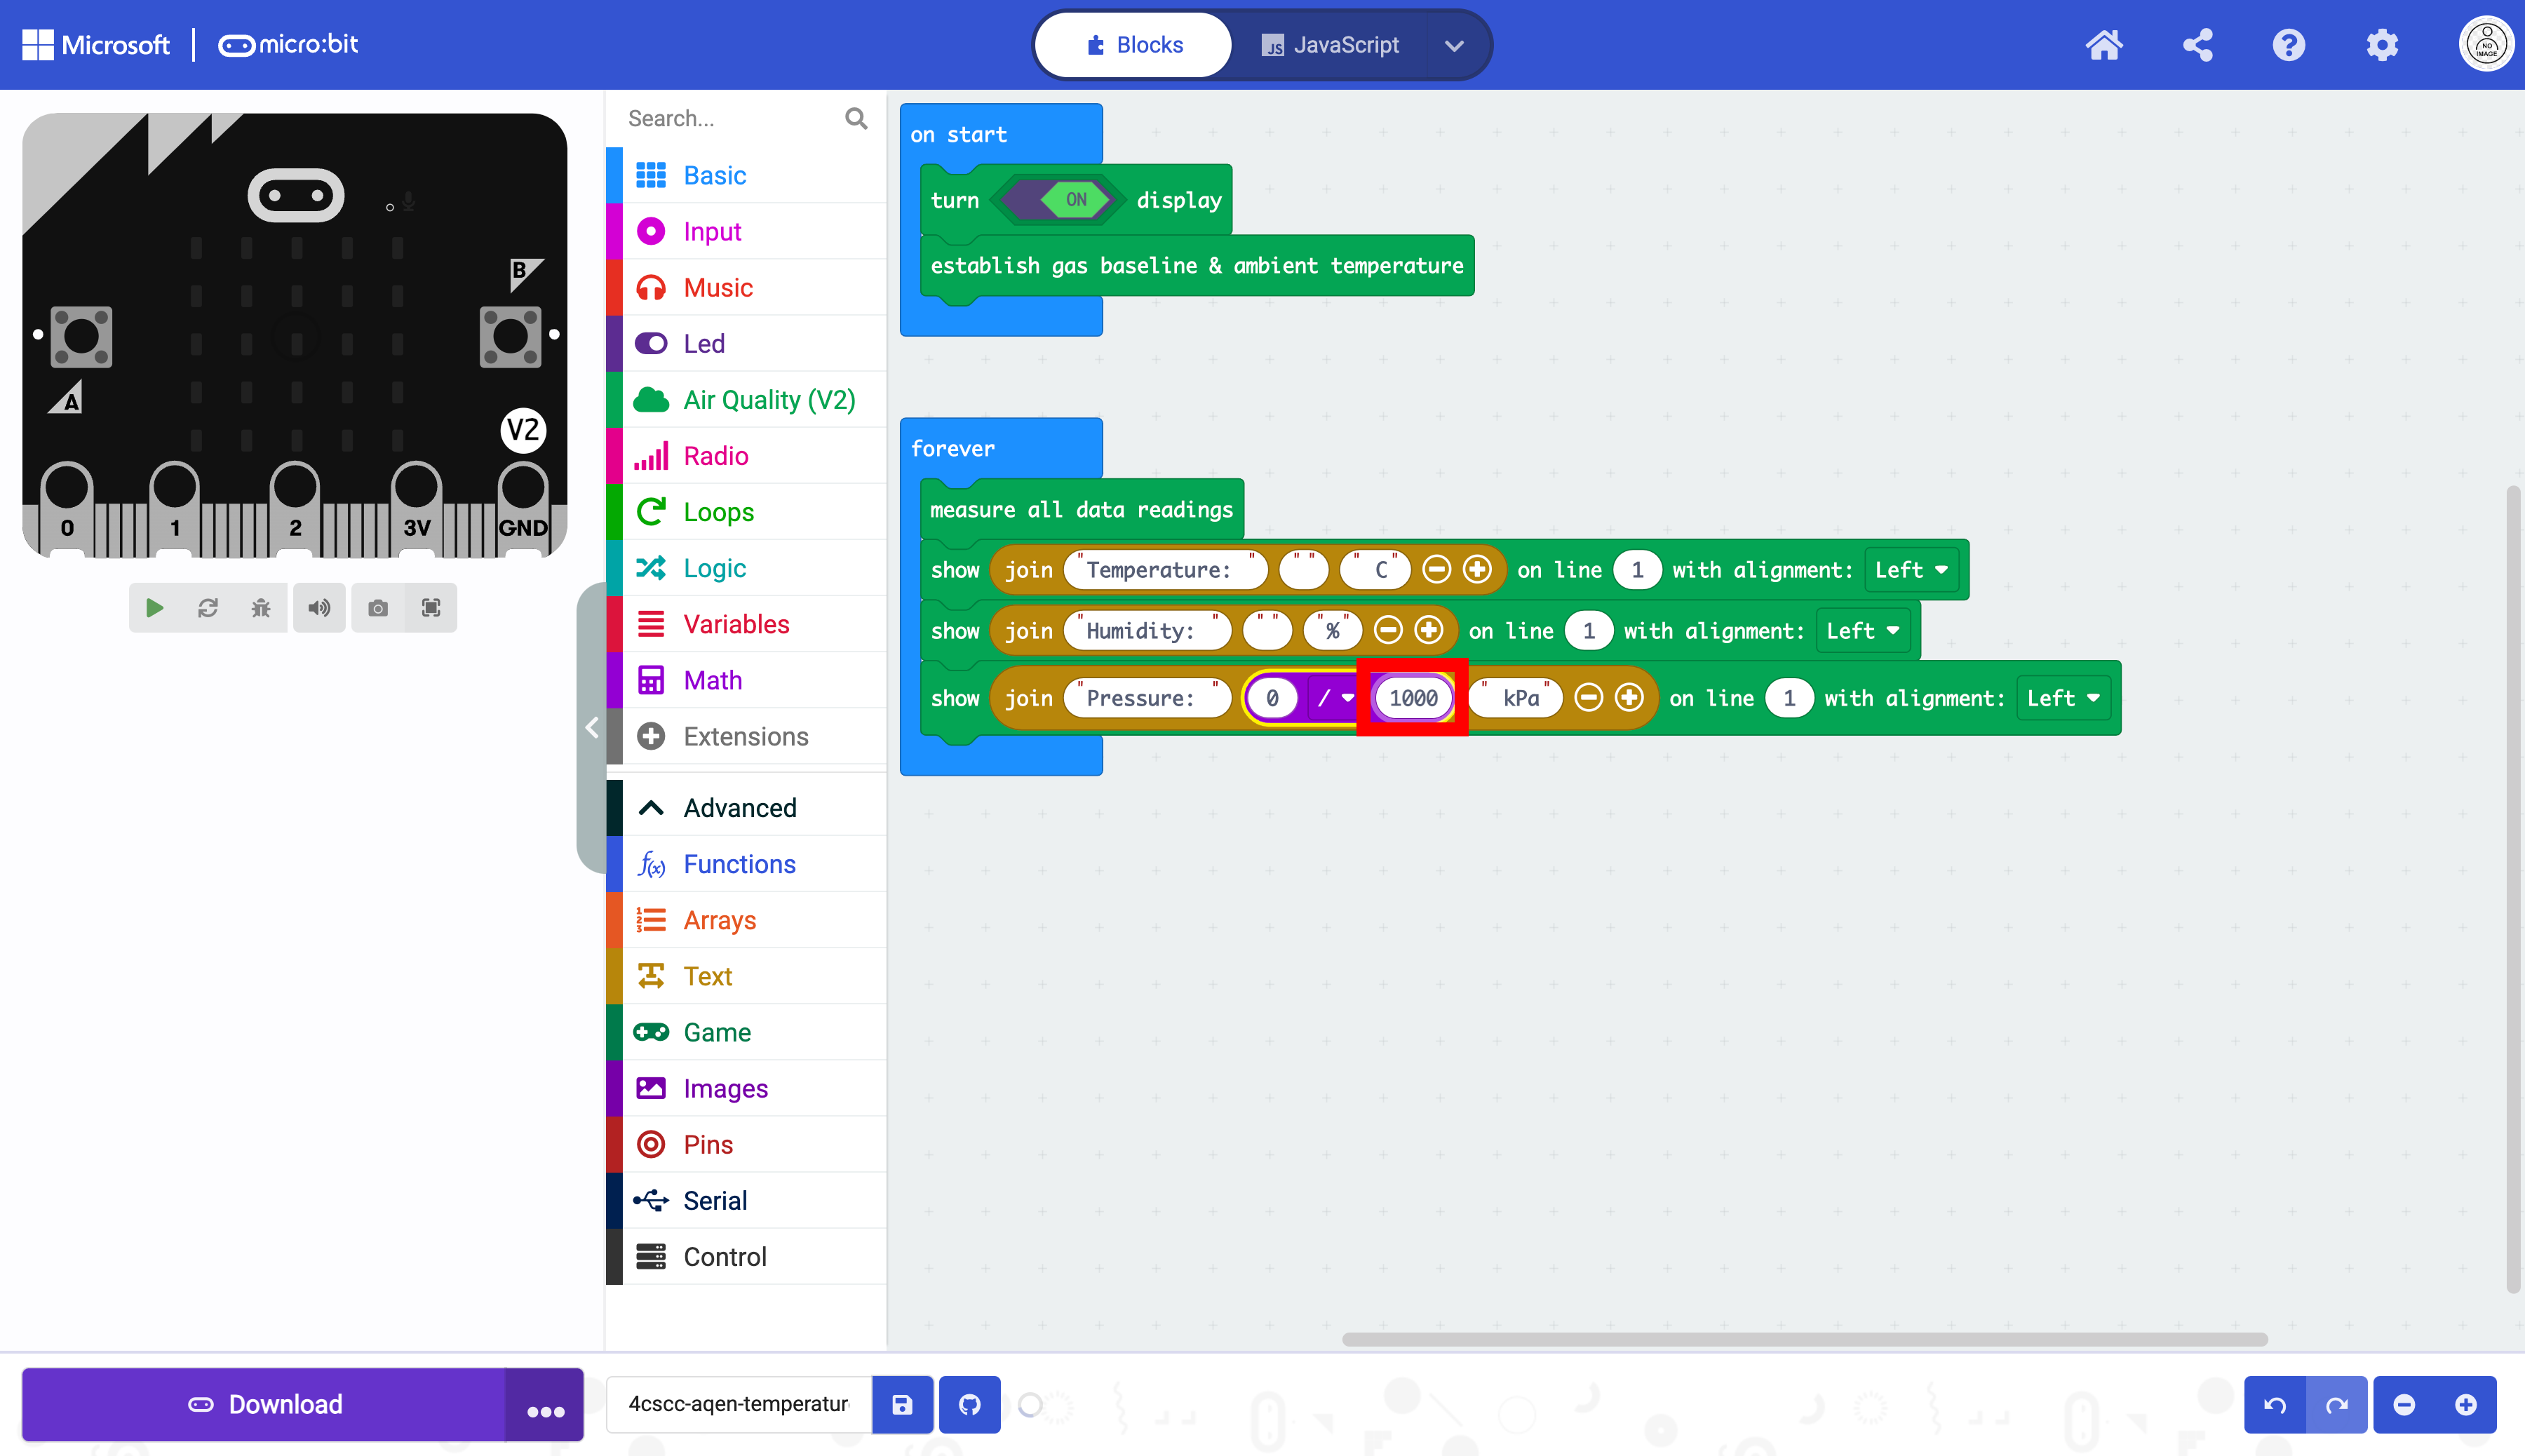 Microsoft | micro:bit
Blocks
JavaScript
NO IMAGE
B
A
V2
0 1 2 3V GND
Search...
Basic
Input
Music
Led
Air Quality (V2)
Radio
Loops
Logic
Variables
Math
Extensions
Advanced
Functions
Arrays
Text
Game
Images
Pins
Serial
Control
on start
turn ON display
establish gas baseline & ambient temperature
forever
measure all data readings
show join "Temperature: " " " " C" on line 1 with alignment: Left
show join "Humidity: " " " "%" on line 1 with alignment: Left
show join "Pressure: " 0 / 1000 " kPa" on line 1 with alignment: Left
Download
4cscc-aqen-temperatur